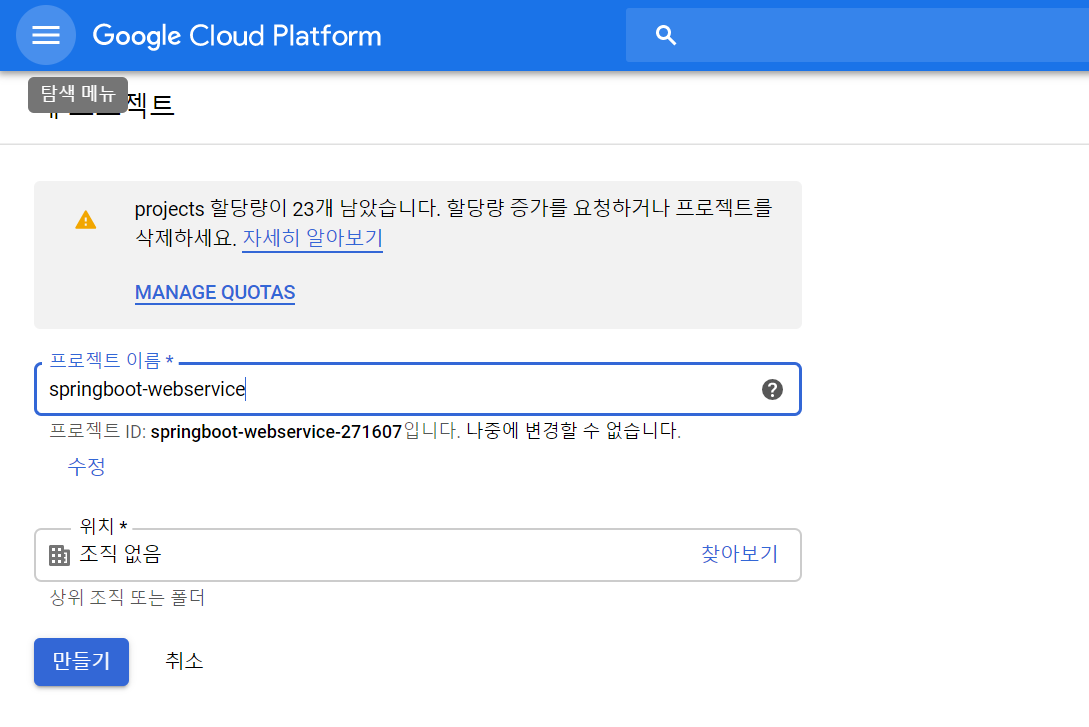 Google Cloud Platform
탐색 메뉴
프로젝트
projects 할당량이 23개 남았습니다. 할당량 증가를 요청하거나 프로젝트를
삭제하세요. 자세히 알아보기
MANAGE QUOTAS
프로젝트 이름 *
springboot-webservice
프로젝트 ID: springboot-webservice-271607입니다. 나중에 변경할 수 없습니다.
수정
위치 *
조직 없음 찾아보기
상위 조직 또는 폴더
만들기 취소